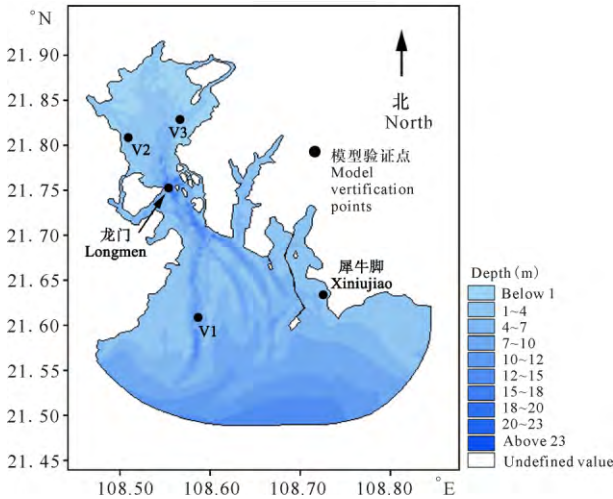 °N
21.90
21.85
21.80
21.75
21.70
21.65
21.60
21.55
21.50
21.45
108.50
108.60
108.70
108.80
°E
北
North
模型验证点
Model
vertification
points
V3
V2
龙门
Longmen
犀牛脚
Xiniujiao
V1
Depth (m)
Below 1
1~4
4~7
7~10
10~12
12~15
15~18
18~20
20~23
Above 23
Undefined value